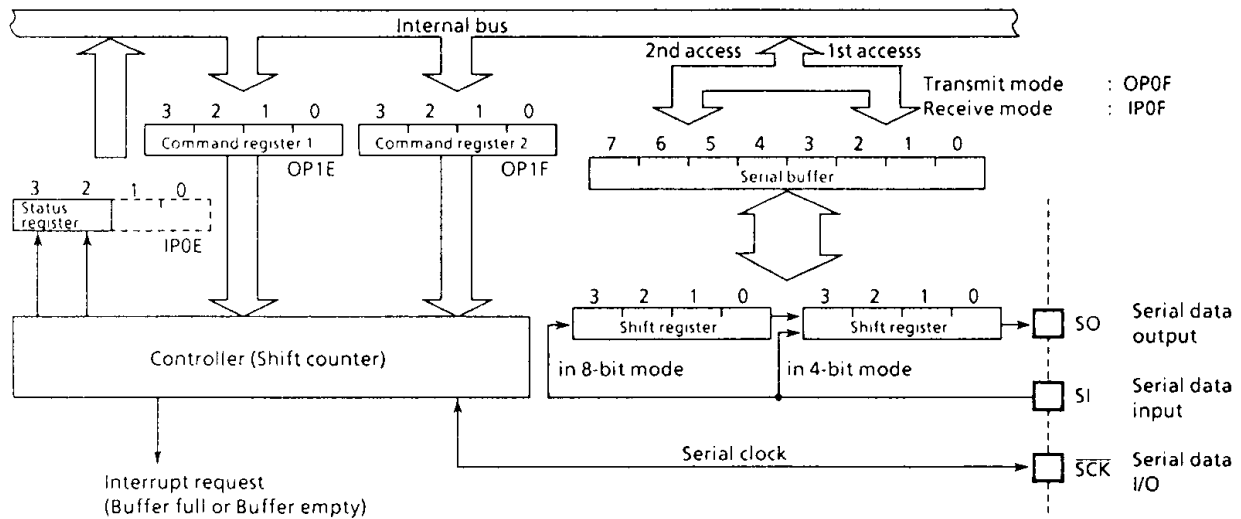 Internal bus
2nd access
1st accesss
Transmit mode : OP0F
Receive mode : IP0F
3 2 1 0
Command register 1
OP1E
3 2 1 0
Command register 2
OP1F
7 6 5 4 3 2 1 0
Serial buffer
3 2 1 0
Status
register
IP0E
3 2 1 0
Shift register
3 2 1 0
Shift register
SO
Serial data
output
Controller (Shift counter)
in 8-bit mode
in 4-bit mode
SI
Serial data
input
Serial clock
SCK
Serial data
I/O
Interrupt request
(Buffer full or Buffer empty)